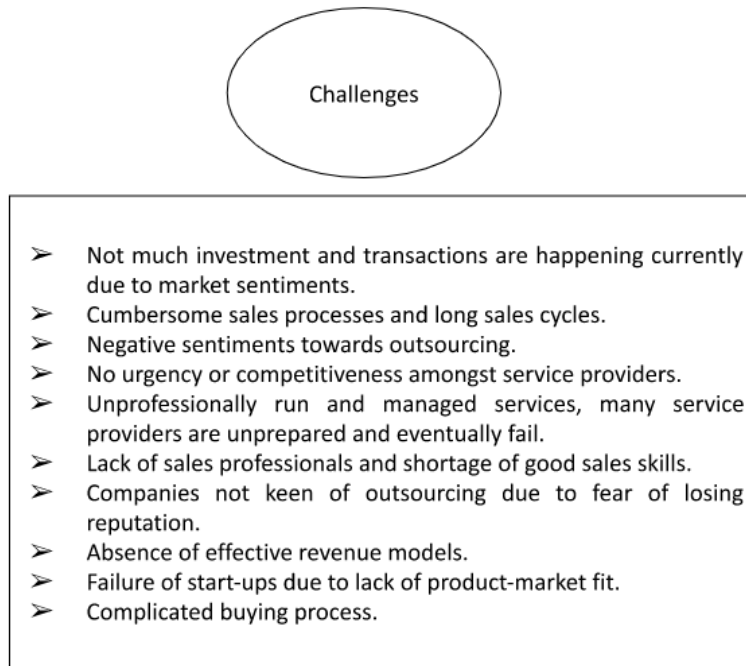 Challenges
➢ Not much investment and transactions are happening currently
due to market sentiments.
➢ Cumbersome sales processes and long sales cycles.
➢ Negative sentiments towards outsourcing.
➢ No urgency or competitiveness amongst service providers.
➢ Unprofessionally run and managed services, many service
providers are unprepared and eventually fail.
➢ Lack of sales professionals and shortage of good sales skills.
➢ Companies not keen of outsourcing due to fear of losing
reputation.
➢ Absence of effective revenue models.
➢ Failure of start-ups due to lack of product-market fit.
➢ Complicated buying process.